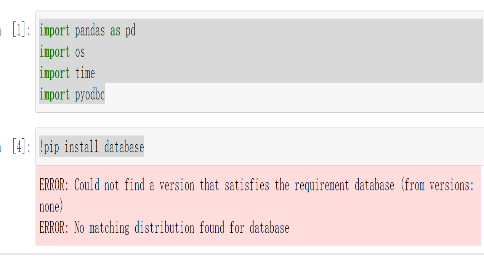 [1]: import pandas as pd
import os
import time
import pyodbc
[4]: !pip install database
ERROR: Could not find a version that satisfies the requirement database (from versions:
none)
ERROR: No matching distribution found for database